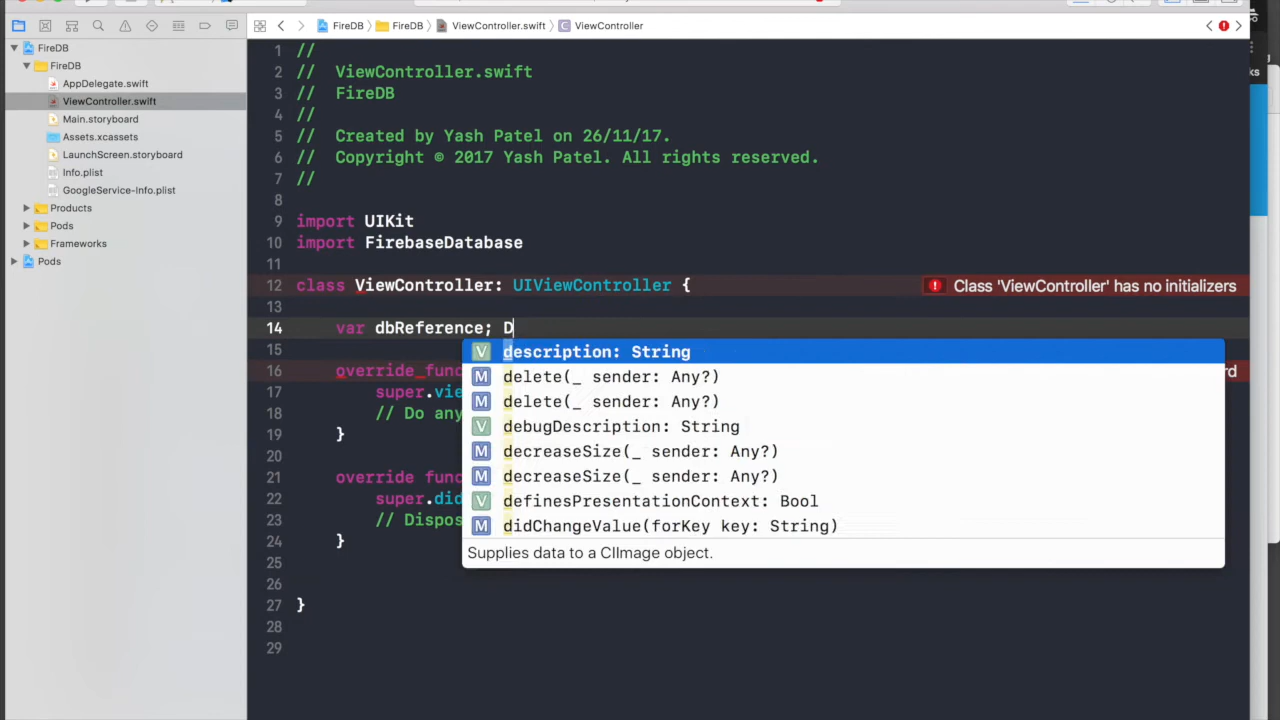 FireDB
FireDB
AppDelegate.swift
ViewController.swift
Main.storyboard
Assets.xcassets
LaunchScreen.storyboard
Info.plist
GoogleService-Info.plist
Products
Pods
Frameworks
Pods
FireDB FireDB ViewController.swift C ViewController
1 //
2 // ViewController.swift
3 // FireDB
4 //
5 // Created by Yash Patel on 26/11/17.
6 // Copyright © 2017 Yash Patel. All rights reserved.
7 //
8
9 import UIKit
10 import FirebaseDatabase
11
12 class ViewController: UIViewController { Class 'ViewController' has no initializers
13
14 var dbReference; D
15
16 override func
17 super.vie
18 // Do any
19 }
20
21 override func
22 super.did
23 // Dispos
24 }
25
26
27 }
28
29
V description: String
M delete(_ sender: Any?)
M delete(_ sender: Any?)
V debugDescription: String
M decreaseSize(_ sender: Any?)
M decreaseSize(_ sender: Any?)
V definesPresentationContext: Bool
M didChangeValue(forKey key: String)
Supplies data to a CIImage object.